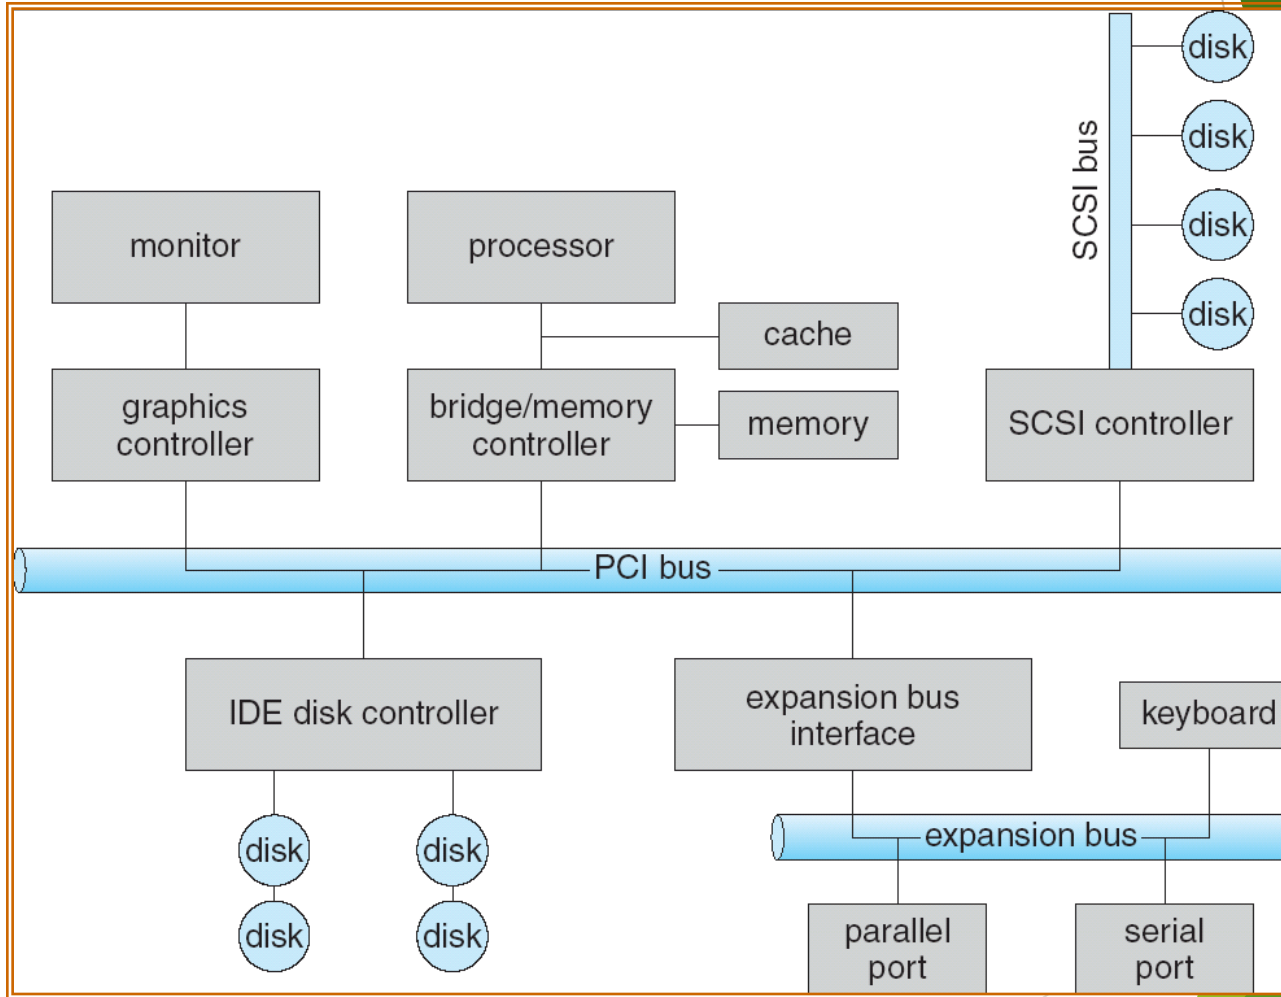 disk
disk
disk
disk
SCSI bus
monitor
processor
cache
graphics
controller
bridge/memory
controller
memory
SCSI controller
PCI bus
IDE disk controller
expansion bus
interface
keyboard
disk
disk
disk
disk
expansion bus
parallel
port
serial
port